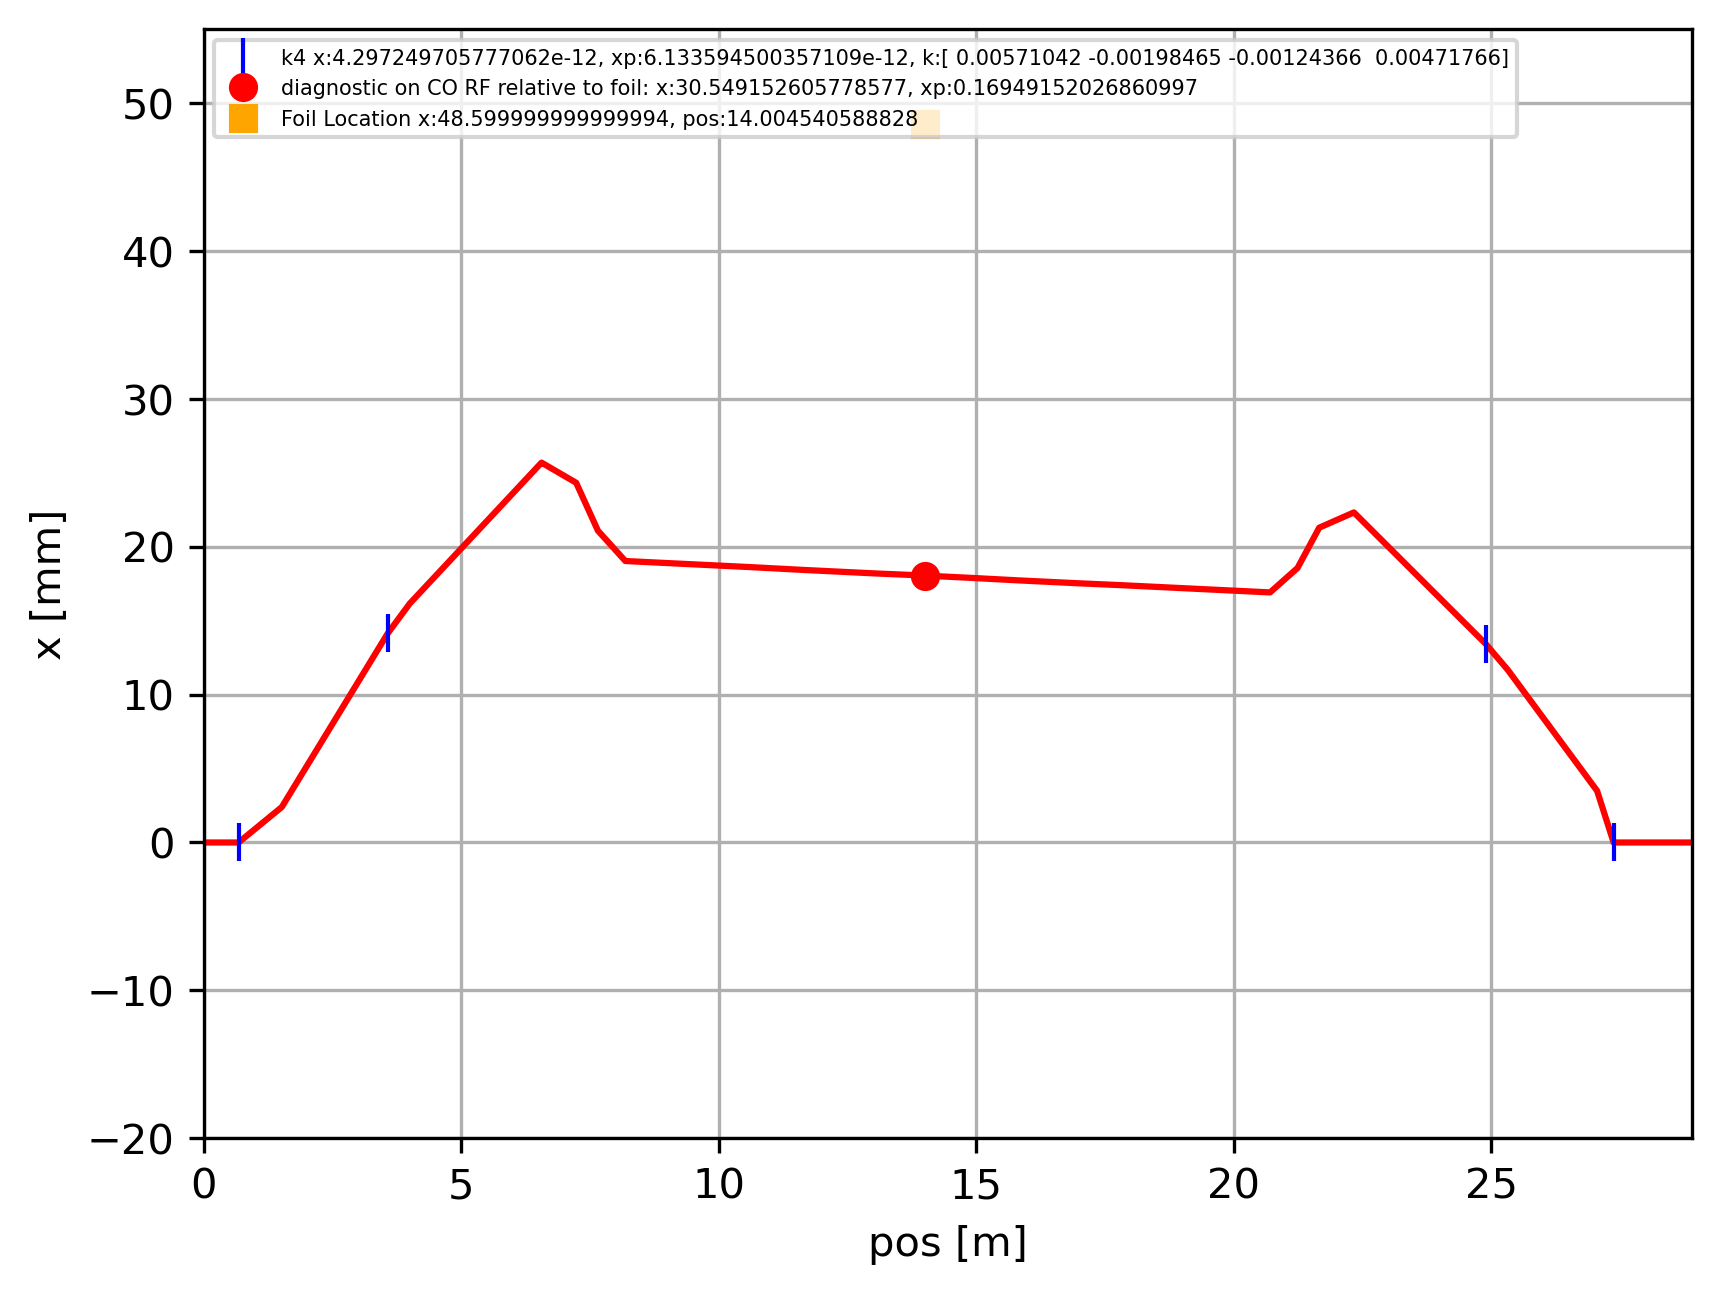 k4 x:4.297249705777062e-12, xp:6.133594500357109e-12, k:[ 0.00571042 -0.00198465 -0.00124366  0.00471766]
diagnostic on CO RF relative to foil: x:30.549152605778577, xp:0.16949152026860997
Foil Location x:48.599999999999994, pos:14.004540588828
50
40
30
20
10
0
−10
−20
x [mm]
0 5 10 15 20 25
pos [m]